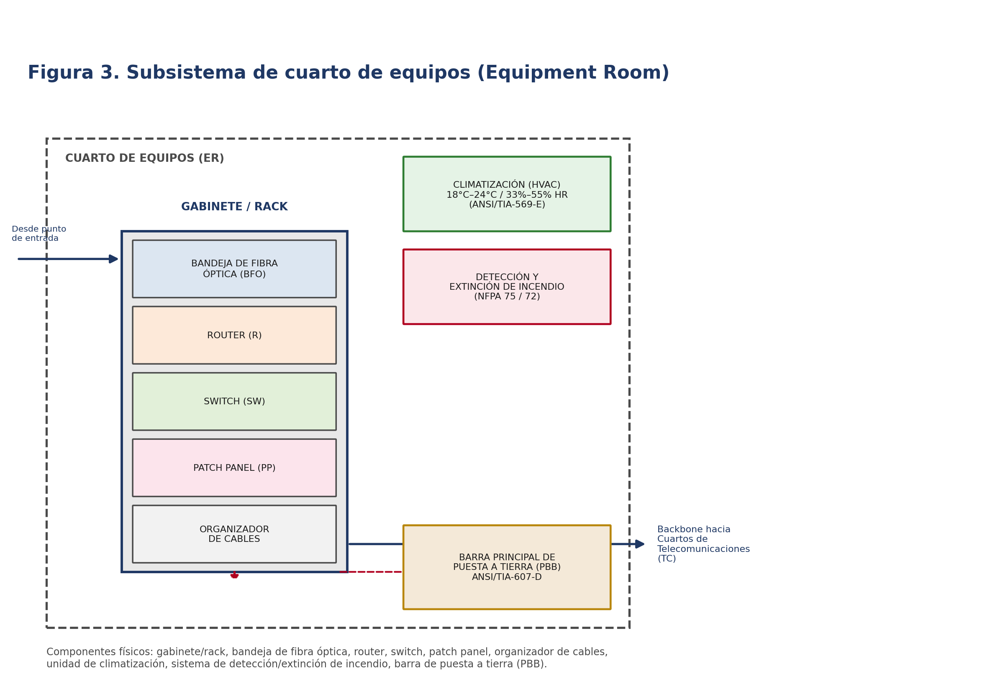 Figura 3. Subsistema de cuarto de equipos (Equipment Room)
CUARTO DE EQUIPOS (ER)
GABINETE / RACK
Desde punto
de entrada
BANDEJA DE FIBRA
ÓPTICA (BFO)
ROUTER (R)
SWITCH (SW)
PATCH PANEL (PP)
ORGANIZADOR
DE CABLES
CLIMATIZACIÓN (HVAC)
18°C–24°C / 33%–55% HR
(ANSI/TIA-569-E)
DETECCIÓN Y
EXTINCIÓN DE INCENDIO
(NFPA 75 / 72)
BARRA PRINCIPAL DE
PUESTA A TIERRA (PBB)
ANSI/TIA-607-D
Backbone hacia
Cuartos de
Telecomunicaciones
(TC)
Componentes físicos: gabinete/rack, bandeja de fibra óptica, router, switch, patch panel, organizador de cables,
unidad de climatización, sistema de detección/extinción de incendio, barra de puesta a tierra (PBB).